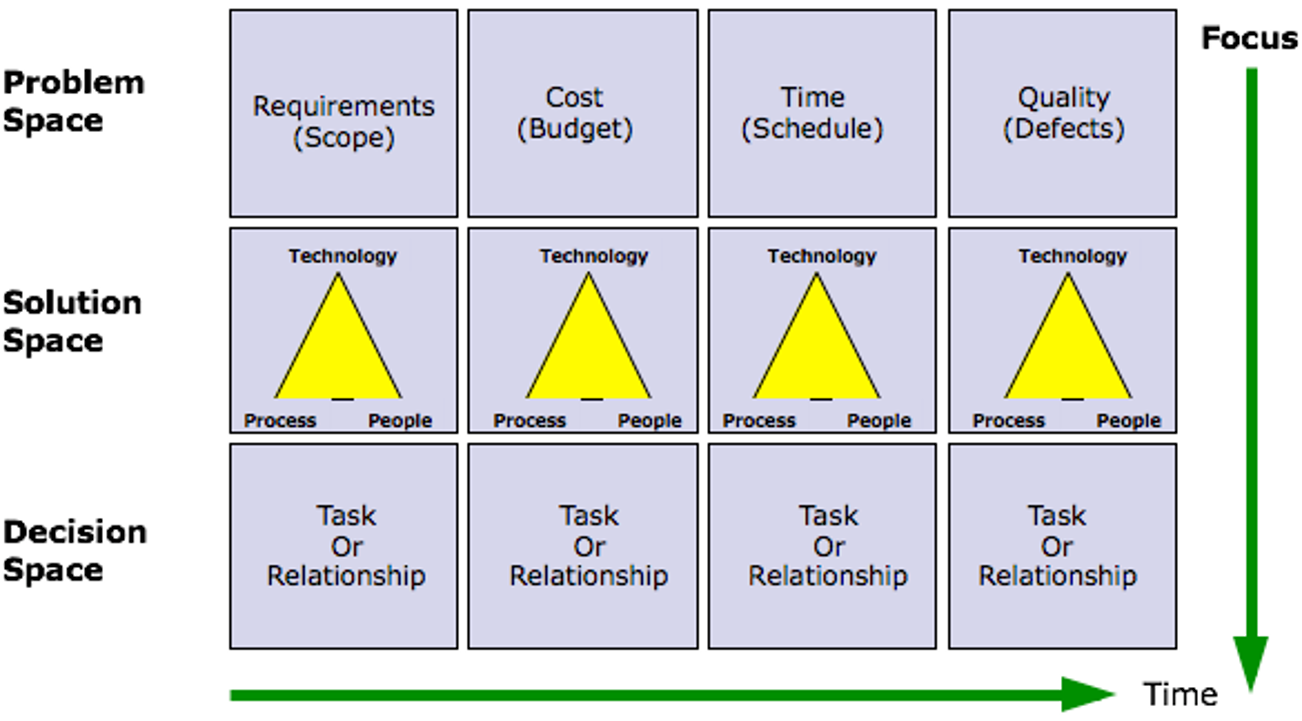 Focus
Problem
Space
Requirements
(Scope)
Cost
(Budget)
Time
(Schedule)
Quality
(Defects)
Solution
Space
Technology
Process People
Technology
Process People
Technology
Process People
Technology
Process People
Decision
Space
Task
Or
Relationship
Task
Or
Relationship
Task
Or
Relationship
Task
Or
Relationship
Time